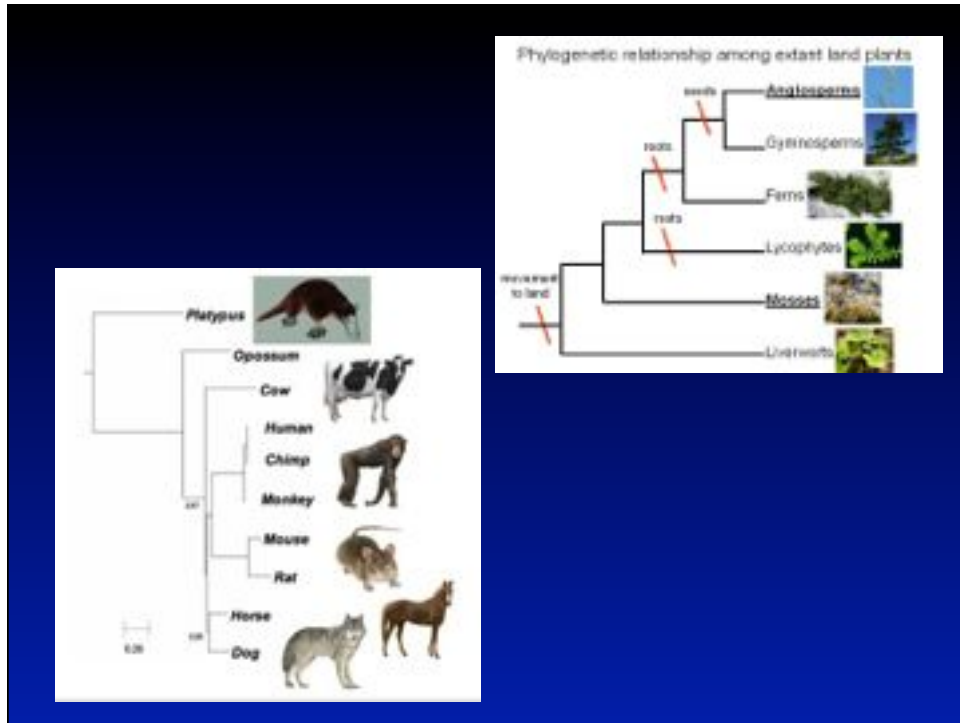 Phylogenetic relationship among extant land plants
seeds
Angiosperms
Gymnosperms
roots
Ferns
roots
Lycophytes
movement
to land
Mosses
Liverworts
Platypus
Opossum
Cow
Human
Chimp
Monkey
Mouse
Rat
Horse
Dog